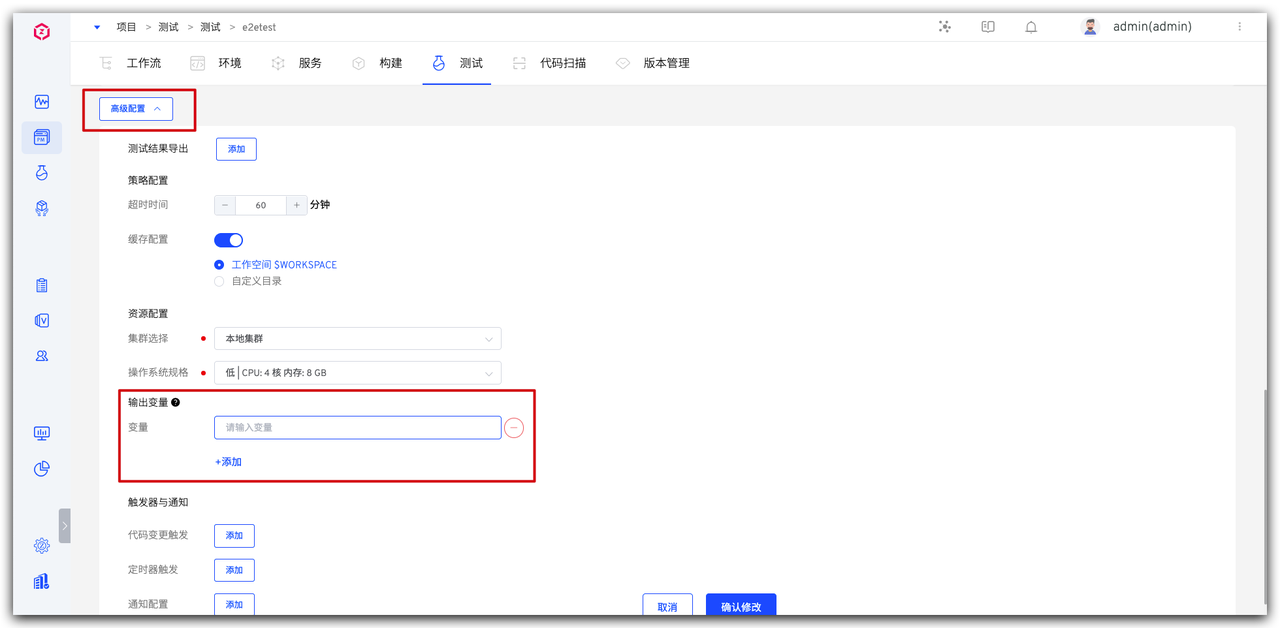 项目 > 测试 > 测试 > e2etest
admin(admin)
工作流 环境 服务 构建 测试 代码扫描 版本管理
高级配置
测试结果导出 添加
策略配置
超时时间 − 60 + 分钟
缓存配置
工作空间 $WORKSPACE
自定义目录
资源配置
集群选择 本地集群
操作系统规格 低 | CPU: 4 核 内存: 8 GB
输出变量
变量 请输入变量
+添加
触发器与通知
代码变更触发 添加
定时器触发 添加
通知配置 添加
取消 确认修改